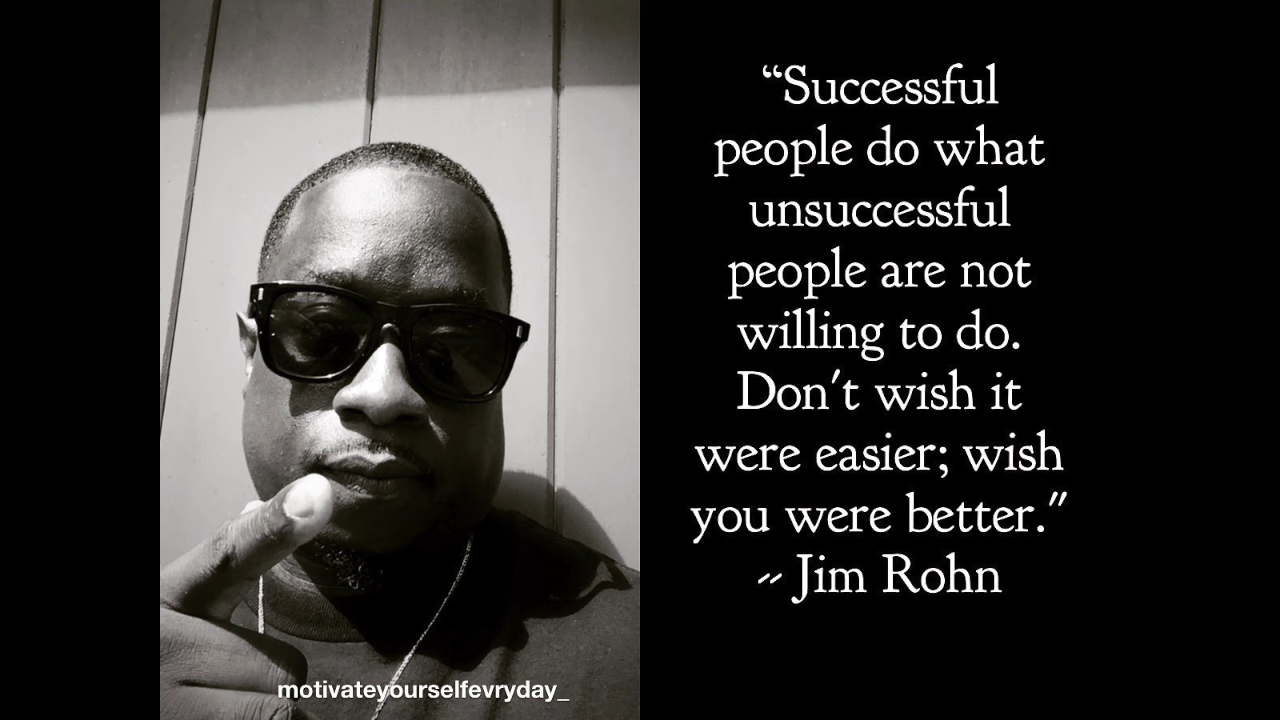 “Successful
people do what
unsuccessful
people are not
willing to do.
Don't wish it
were easier; wish
you were better."
-- Jim Rohn
motivateyourselfevryday_